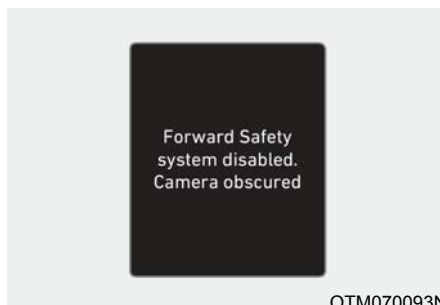 Forward Safety
system disabled.
Camera obscured
OTM070093N